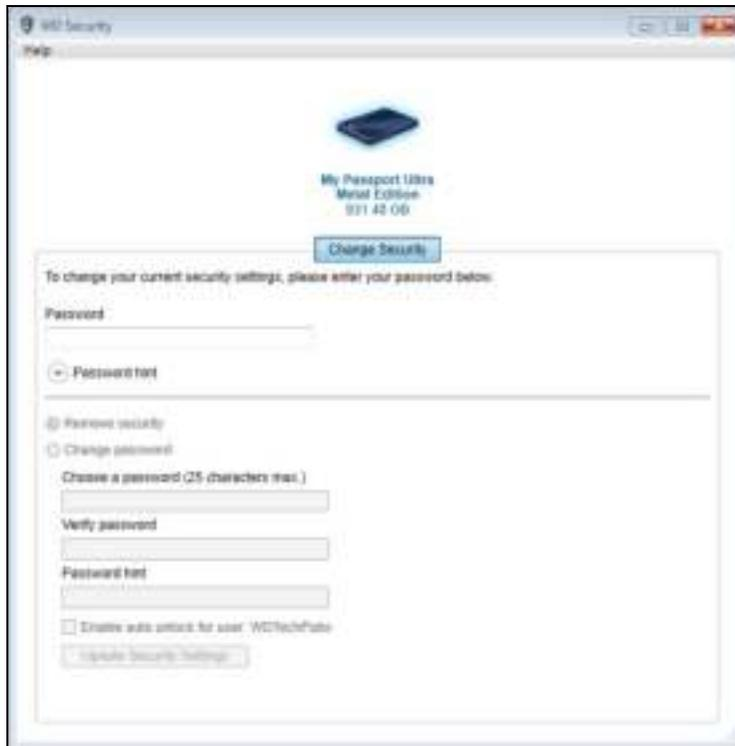 WD Security
Help
My Passport Ultra
Metal Edition
931.48 GB
Change Security
To change your current security settings, please enter your password below.
Password
Password hint
Remove security
Change password
Choose a password (25 characters max.)
Verify password
Password hint
Enable auto unlock for user:
Update Security Settings